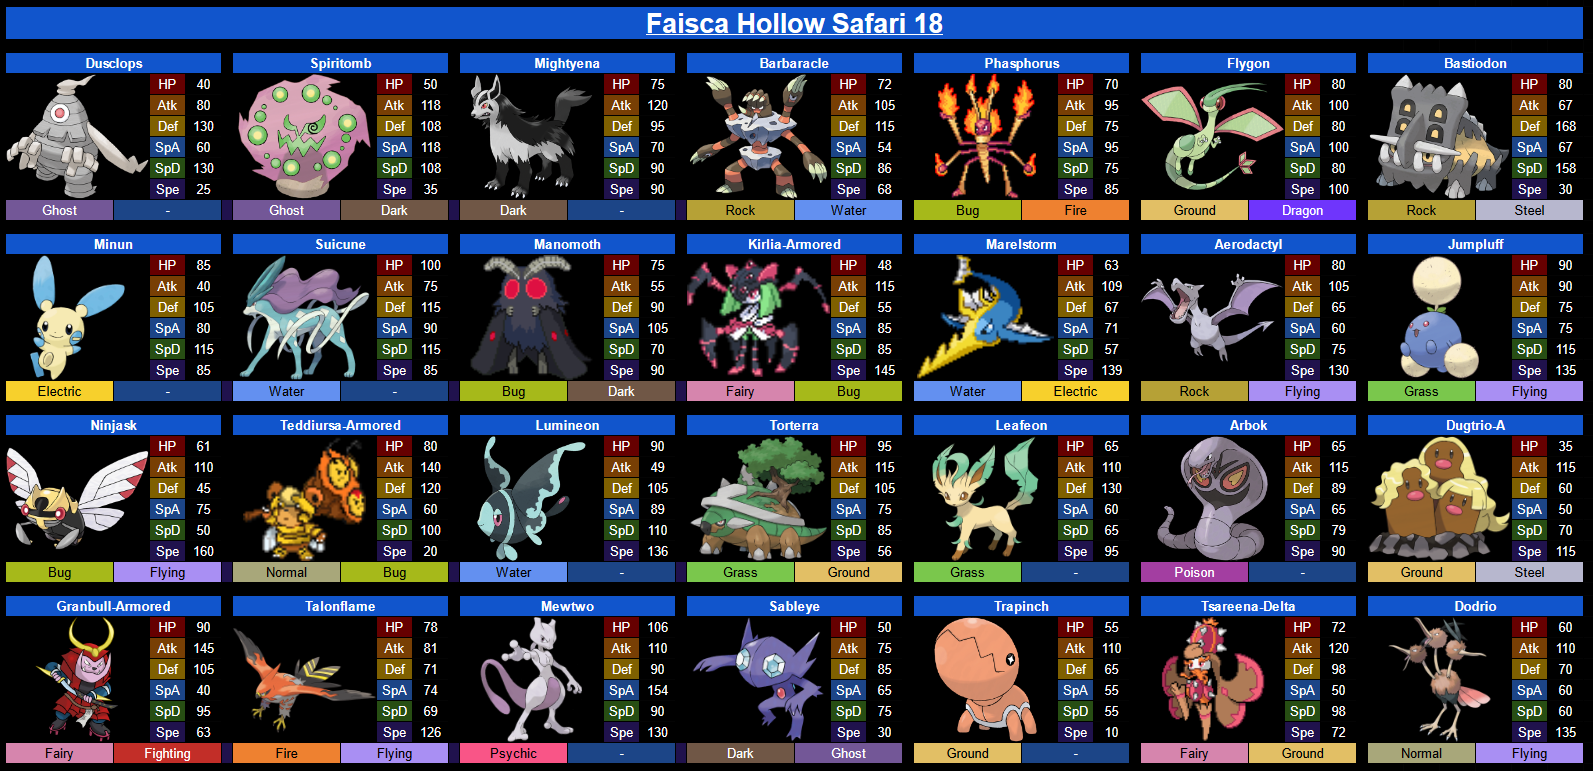 Faisca Hollow Safari 18
Dusclops Spiritomb Mightyena Barbaracle Phasphorus Flygon Bastiodon
HP 40 HP 50 HP 75 HP 72 HP 70 HP 80 HP 80
Atk 80 Atk 118 Atk 120 Atk 105 Atk 95 Atk 100 Atk 67
Def 130 Def 108 Def 95 Def 115 Def 75 Def 80 Def 168
SpA 60 SpA 118 SpA 70 SpA 54 SpA 95 SpA 100 SpA 67
SpD 130 SpD 108 SpD 90 SpD 86 SpD 75 SpD 80 SpD 158
Spe 25 Spe 35 Spe 90 Spe 68 Spe 85 Spe 100 Spe 30
Ghost - Ghost Dark Dark - Rock Water Bug Fire Ground Dragon Rock Steel
Minun Suicune Manomoth Kirlia-Armored Marelstorm Aerodactyl Jumpluff
HP 85 HP 100 HP 75 HP 48 HP 63 HP 80 HP 90
Atk 40 Atk 75 Atk 55 Atk 115 Atk 109 Atk 105 Atk 90
Def 105 Def 115 Def 90 Def 55 Def 67 Def 65 Def 75
SpA 80 SpA 90 SpA 105 SpA 85 SpA 71 SpA 60 SpA 75
SpD 115 SpD 115 SpD 70 SpD 85 SpD 57 SpD 75 SpD 115
Spe 85 Spe 85 Spe 90 Spe 145 Spe 139 Spe 130 Spe 135
Electric - Water - Bug Dark Fairy Bug Water Electric Rock Flying Grass Flying
Ninjask Teddiursa-Armored Lumineon Torterra Leafeon Arbok Dugtrio-A
HP 61 HP 80 HP 90 HP 95 HP 65 HP 65 HP 35
Atk 110 Atk 140 Atk 49 Atk 115 Atk 110 Atk 115 Atk 115
Def 45 Def 120 Def 105 Def 105 Def 130 Def 89 Def 60
SpA 75 SpA 60 SpA 89 SpA 75 SpA 60 SpA 65 SpA 50
SpD 50 SpD 100 SpD 110 SpD 85 SpD 65 SpD 79 SpD 70
Spe 160 Spe 20 Spe 136 Spe 56 Spe 95 Spe 90 Spe 115
Bug Flying Normal Bug Water - Grass Ground Grass - Poison - Ground Steel
Granbull-Armored Talonflame Mewtwo Sableye Trapinch Tsareena-Delta Dodrio
HP 90 HP 78 HP 106 HP 50 HP 55 HP 72 HP 60
Atk 145 Atk 81 Atk 110 Atk 75 Atk 110 Atk 120 Atk 110
Def 105 Def 71 Def 90 Def 85 Def 65 Def 98 Def 70
SpA 40 SpA 74 SpA 154 SpA 65 SpA 55 SpA 50 SpA 60
SpD 95 SpD 69 SpD 90 SpD 75 SpD 55 SpD 98 SpD 60
Spe 63 Spe 126 Spe 130 Spe 30 Spe 10 Spe 72 Spe 135
Fairy Fighting Fire Flying Psychic - Dark Ghost Ground - Fairy Ground Normal Flying